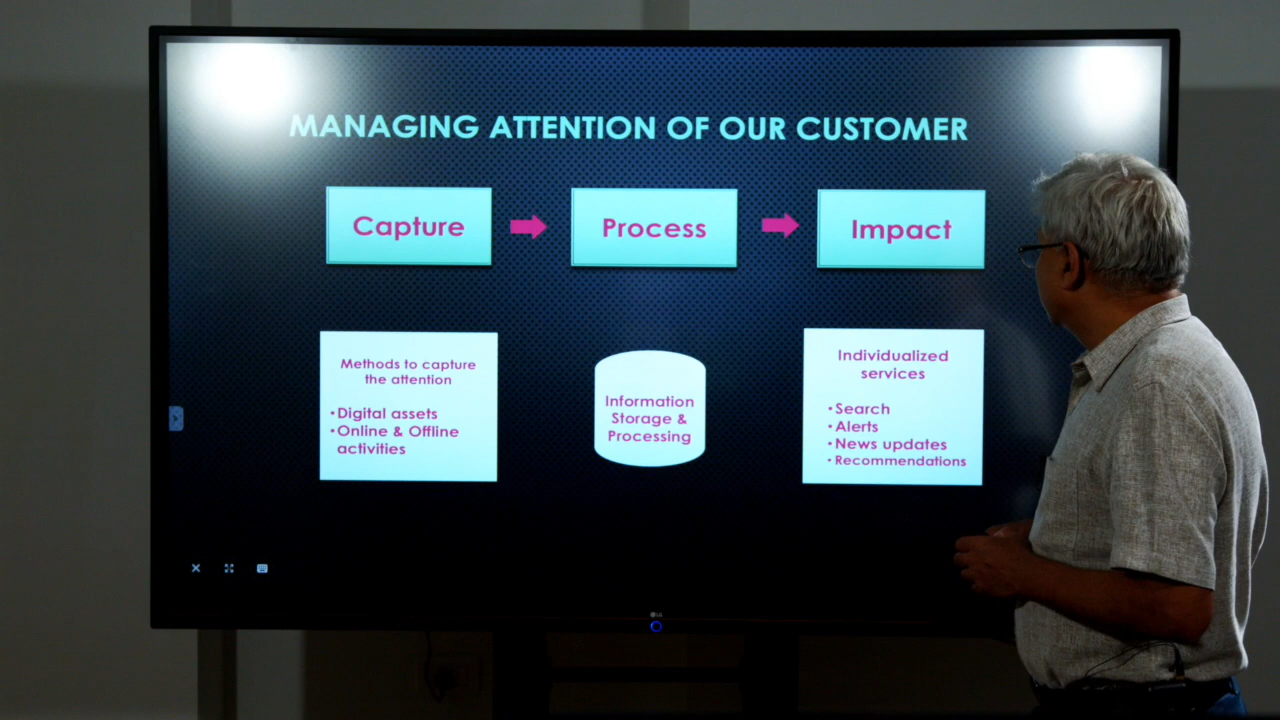 MANAGING ATTENTION OF OUR CUSTOMER
Capture
Process
Impact
Methods to capture
the attention
•Digital assets
•Online & Offline
activities
Information
Storage &
Processing
Individualized
services
•Search
•Alerts
•News updates
•Recommendations
LG